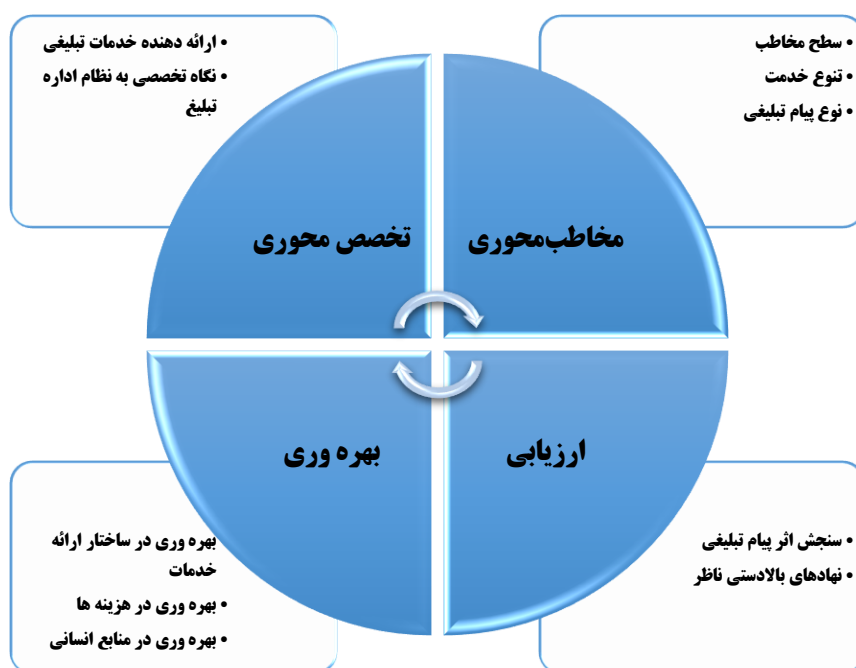 • سطح مخاطب
• تنوع خدمت
• نوع پیام تبلیغی
• ارائه دهنده خدمات تبلیغی
• نگاه تخصصی به نظام اداره
تبلیغ
مخاطب‌محوری
تخصص محوری
ارزیابی
بهره وری
• سنجش اثر پیام تبلیغی
• نهادهای بالادستی ناظر
بهره وری در ساختار ارائه
خدمات
• بهره وری در هزینه ها
• بهره وری در منابع انسانی